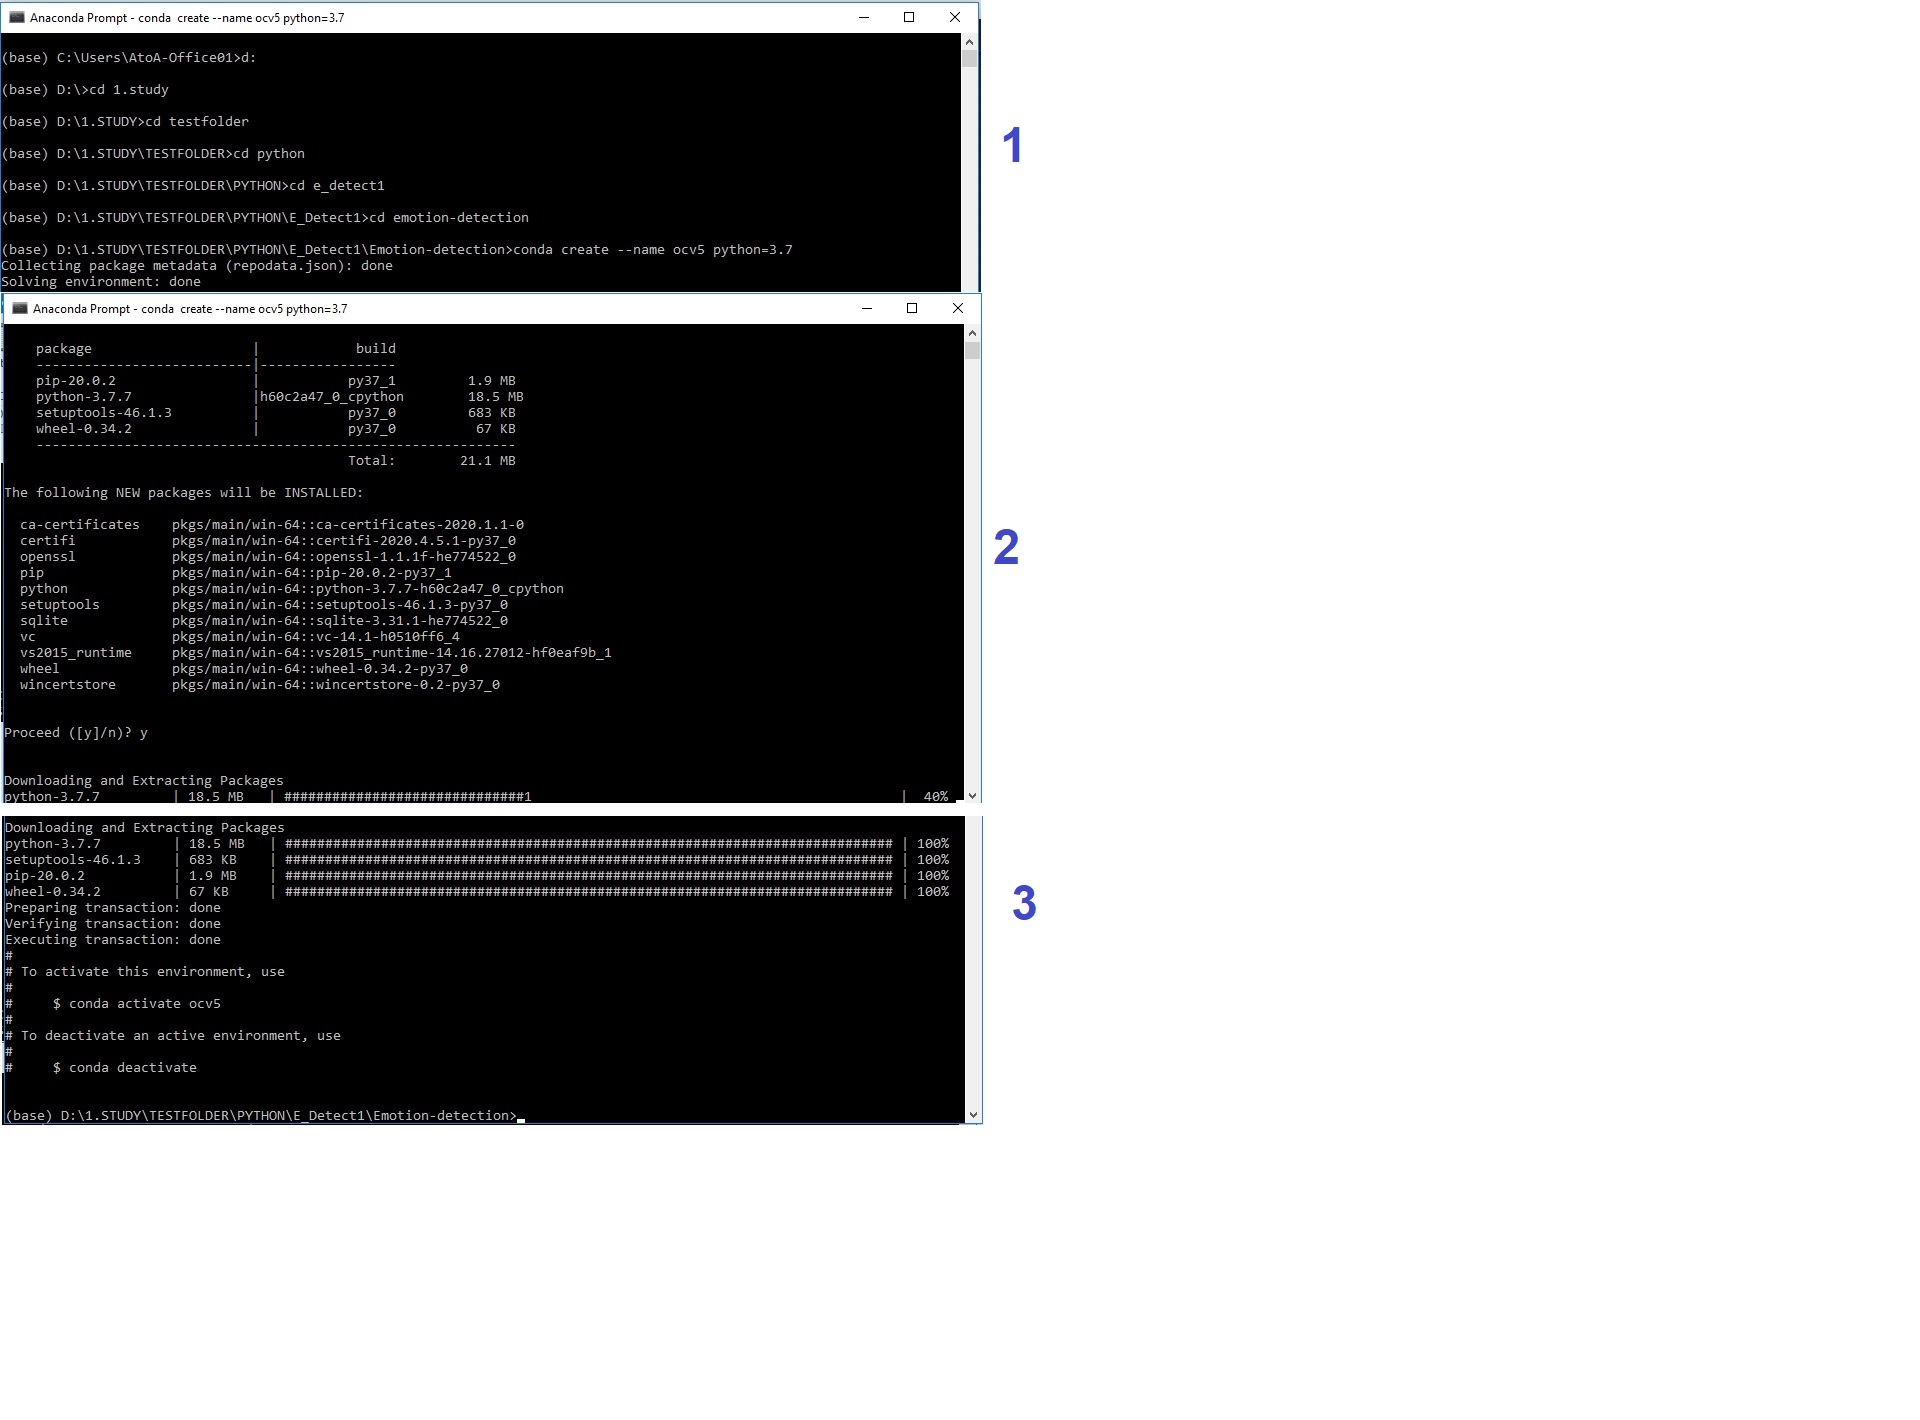 Anaconda Prompt - conda  create --name ocv5 python=3.7
(base) C:\Users\AtoA-Office01>d:
(base) D:\>cd 1.study
(base) D:\1.STUDY>cd testfolder
(base) D:\1.STUDY\TESTFOLDER>cd python
(base) D:\1.STUDY\TESTFOLDER\PYTHON>cd e_detect1
(base) D:\1.STUDY\TESTFOLDER\PYTHON\E_Detect1>cd emotion-detection
(base) D:\1.STUDY\TESTFOLDER\PYTHON\E_Detect1\Emotion-detection>conda create --name ocv5 python=3.7
Collecting package metadata (repodata.json): done
Solving environment: done
1
Anaconda Prompt - conda  create --name ocv5 python=3.7
package | build
---------------------------|-----------------
pip-20.0.2 | py37_1 1.9 MB
python-3.7.7 |h60c2a47_0_cpython 18.5 MB
setuptools-46.1.3 | py37_0 683 KB
wheel-0.34.2 | py37_0 67 KB
------------------------------------------------------------
Total: 21.1 MB
The following NEW packages will be INSTALLED:
ca-certificates pkgs/main/win-64::ca-certificates-2020.1.1-0
certifi pkgs/main/win-64::certifi-2020.4.5.1-py37_0
openssl pkgs/main/win-64::openssl-1.1.1f-he774522_0
pip pkgs/main/win-64::pip-20.0.2-py37_1
python pkgs/main/win-64::python-3.7.7-h60c2a47_0_cpython
setuptools pkgs/main/win-64::setuptools-46.1.3-py37_0
sqlite pkgs/main/win-64::sqlite-3.31.1-he774522_0
vc pkgs/main/win-64::vc-14.1-h0510ff6_4
vs2015_runtime pkgs/main/win-64::vs2015_runtime-14.16.27012-hf0eaf9b_1
wheel pkgs/main/win-64::wheel-0.34.2-py37_0
wincertstore pkgs/main/win-64::wincertstore-0.2-py37_0
Proceed ([y]/n)? y
Downloading and Extracting Packages
python-3.7.7 | 18.5 MB | ##############################1 | 40%
2
Downloading and Extracting Packages
python-3.7.7 | 18.5 MB | ############################################################################ | 100%
setuptools-46.1.3 | 683 KB | ############################################################################ | 100%
pip-20.0.2 | 1.9 MB | ############################################################################ | 100%
wheel-0.34.2 | 67 KB | ############################################################################ | 100%
Preparing transaction: done
Verifying transaction: done
Executing transaction: done
#
# To activate this environment, use
#
# $ conda activate ocv5
#
# To deactivate an active environment, use
#
# $ conda deactivate
(base) D:\1.STUDY\TESTFOLDER\PYTHON\E_Detect1\Emotion-detection>
3